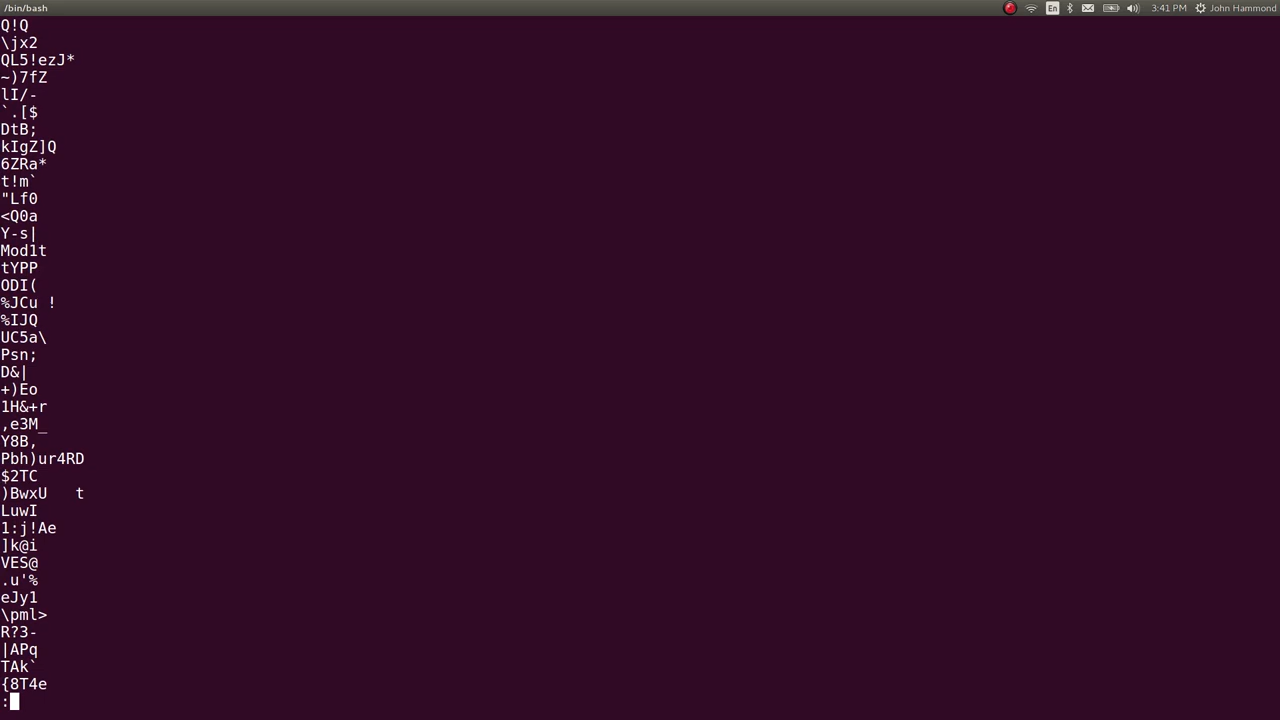 /bin/bash
En
3:41 PM
John Hammond
Q!Q
\jx2
QL5!ezJ*
~)7fZ
lI/-
`.[$
DtB;
kIgZ]Q
6ZRa*
t!m`
"Lf0
<Q0a
Y-s|
Mod1t
tYPP
ODI(
%JCu !
%IJQ
UC5a\
Psn;
D&|
+)Eo
1H&+r
,e3M_
Y8B,
Pbh)ur4RD
$2TC
)BwxU   t
LuwI
1:j!Ae
]k@i
VES@
.u'%
eJy1
\pml>
R?3-
|APq
TAk`
{8T4e
: